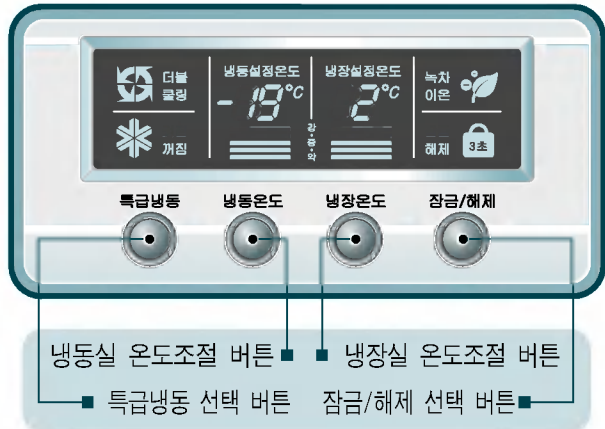 더블 쿨링
냉동설정온도
냉장설정온도
녹차 이온
-19°C
2°C
꺼짐
강·중·약
해제
3초
특급냉동 냉동온도 냉장온도 잠금/해제
냉동실 온도조절 버튼 냉장실 온도조절 버튼
특급냉동 선택 버튼 잠금/해제 선택 버튼